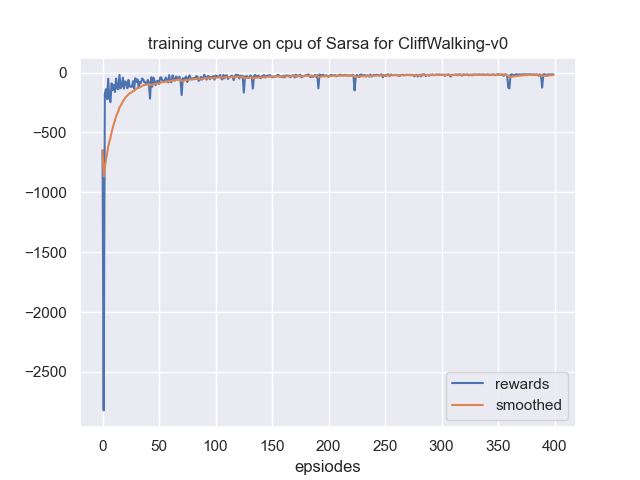 training curve on cpu of Sarsa for CliffWalking-v0
0
−500
−1000
−1500
−2000
−2500
rewards
smoothed
0 50 100 150 200 250 300 350 400
epsiodes